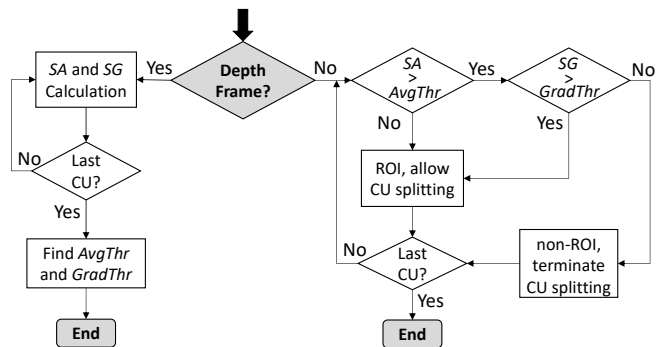 Depth
Frame?
Yes
No
SA and SG
Calculation
No
Last
CU?
Yes
Find AvgThr
and GradThr
End
SA
>
AvgThr
Yes
No
SG
>
GradThr
No
Yes
ROI, allow
CU splitting
Last
CU?
No
Yes
non-ROI,
terminate
CU splitting
End